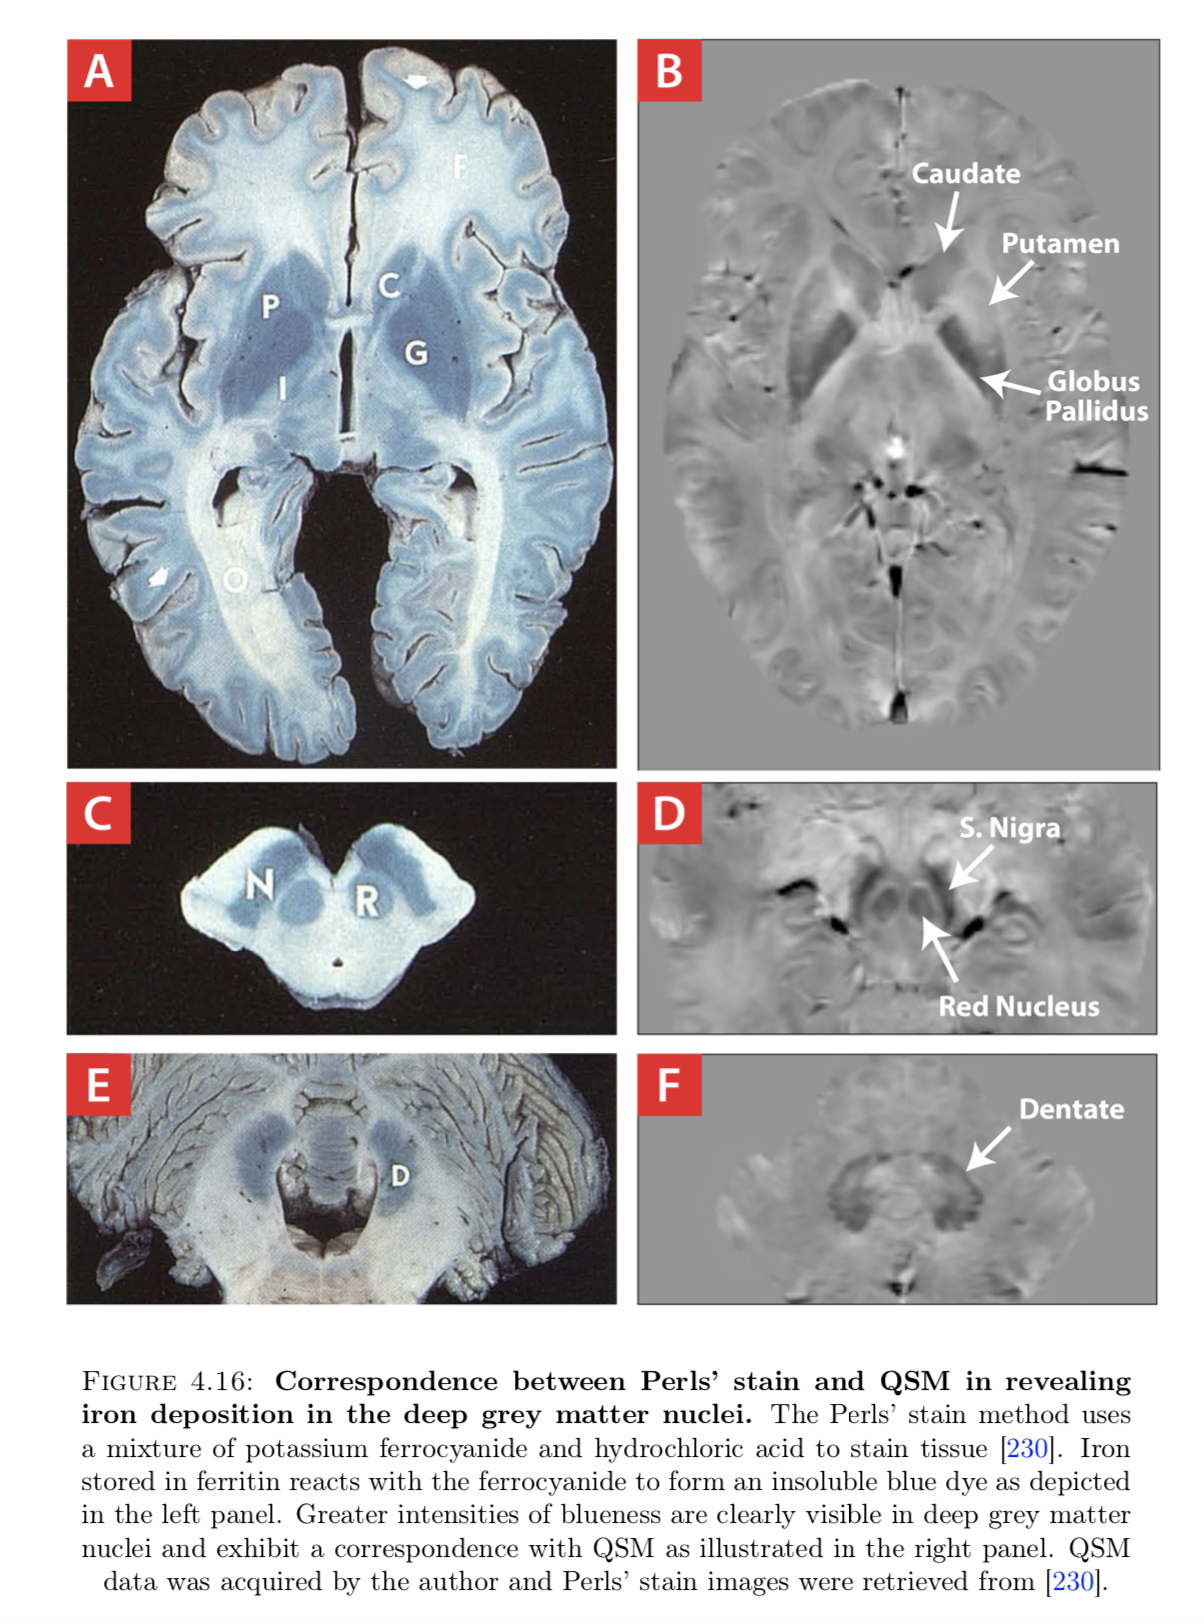 A
F
C
P
G
I
O
B
Caudate
Putamen
Globus
Pallidus
C
N
R
D
S. Nigra
Red Nucleus
E
D
F
Dentate
FIGURE 4.16: Correspondence between Perls' stain and QSM in revealing
iron deposition in the deep grey matter nuclei. The Perls' stain method uses
a mixture of potassium ferrocyanide and hydrochloric acid to stain tissue [230]. Iron
stored in ferritin reacts with the ferrocyanide to form an insoluble blue dye as depicted
in the left panel. Greater intensities of blueness are clearly visible in deep grey matter
nuclei and exhibit a correspondence with QSM as illustrated in the right panel. QSM
data was acquired by the author and Perls' stain images were retrieved from [230].